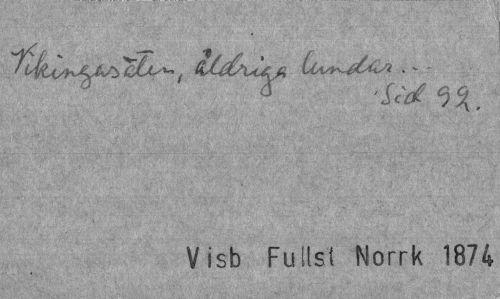 Vikingasäten, åldriga lundar...
Sid 92.
Visb Fullst Norrk 1874